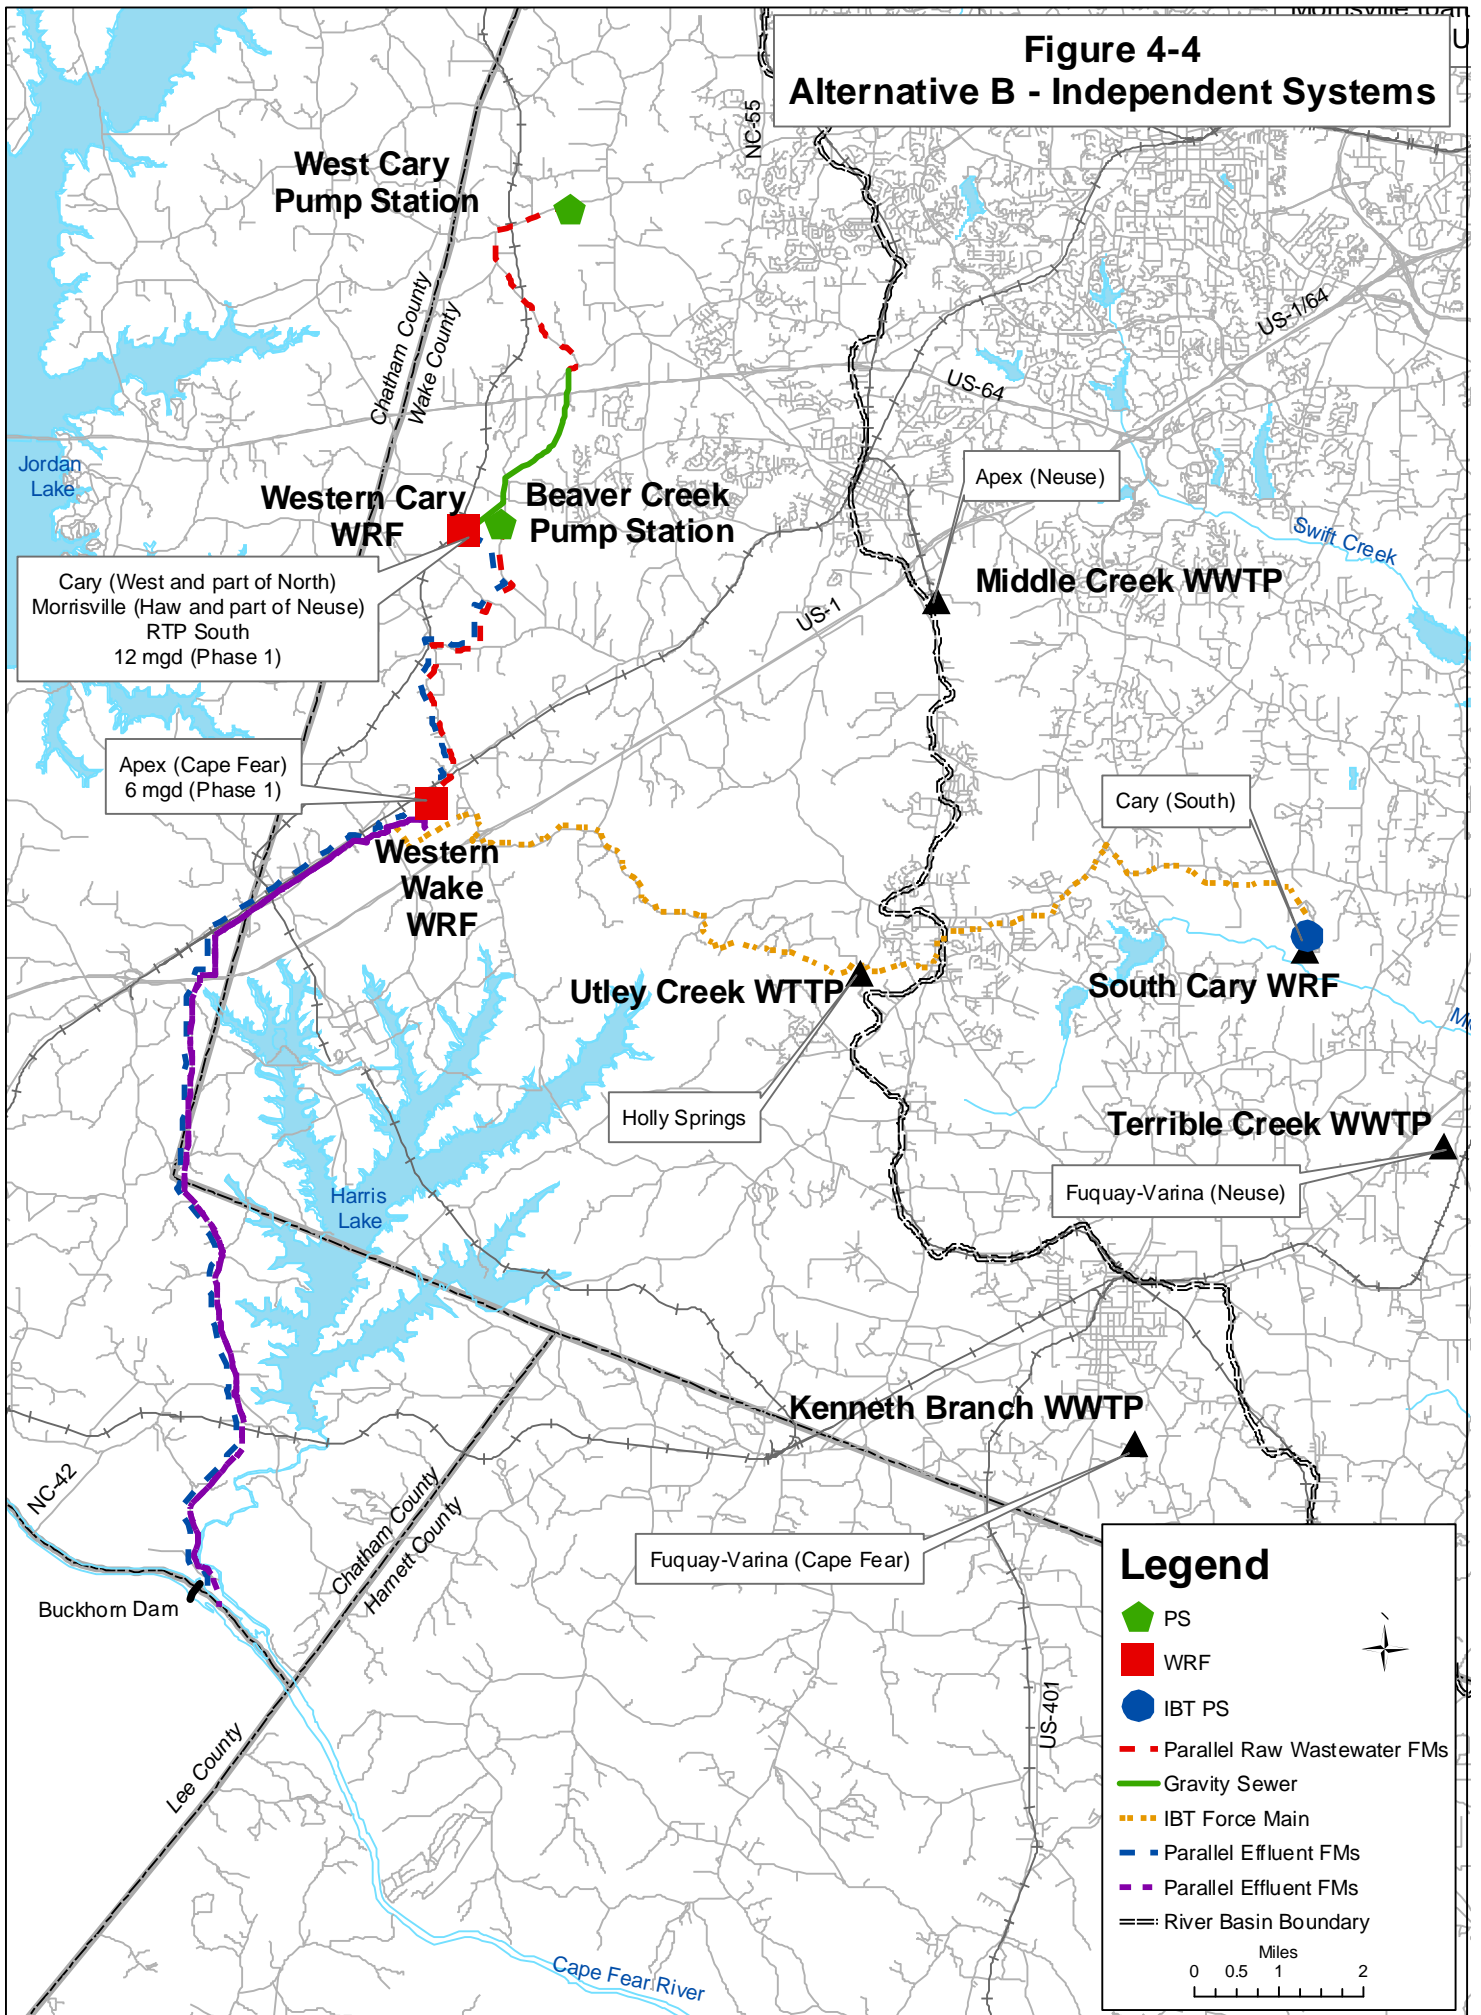 Figure 4-4
Alternative B - Independent Systems
NC-55
West Cary
Pump Station
Chatham County
Wake County
US-1/64
US-64
Jordan
Lake
Western Cary
WRF
Beaver Creek
Pump Station
Apex (Neuse)
Swift Creek
Cary (West and part of North)
Morrisville (Haw and part of Neuse)
RTP South
12 mgd (Phase 1)
Middle Creek WWTP
US-1
Apex (Cape Fear)
6 mgd (Phase 1)
Cary (South)
Western
Wake
WRF
Utley Creek WTTP
South Cary WRF
Holly Springs
Terrible Creek WWTP
Fuquay-Varina (Neuse)
Harris
Lake
Kenneth Branch WWTP
NC-42
Chatham County
Harnett County
Fuquay-Varina (Cape Fear)
Buckhorn Dam
Lee County
US-401
Cape Fear River
Legend
PS
WRF
IBT PS
Parallel Raw Wastewater FMs
Gravity Sewer
IBT Force Main
Parallel Effluent FMs
Parallel Effluent FMs
River Basin Boundary
Miles
0 0.5 1 2